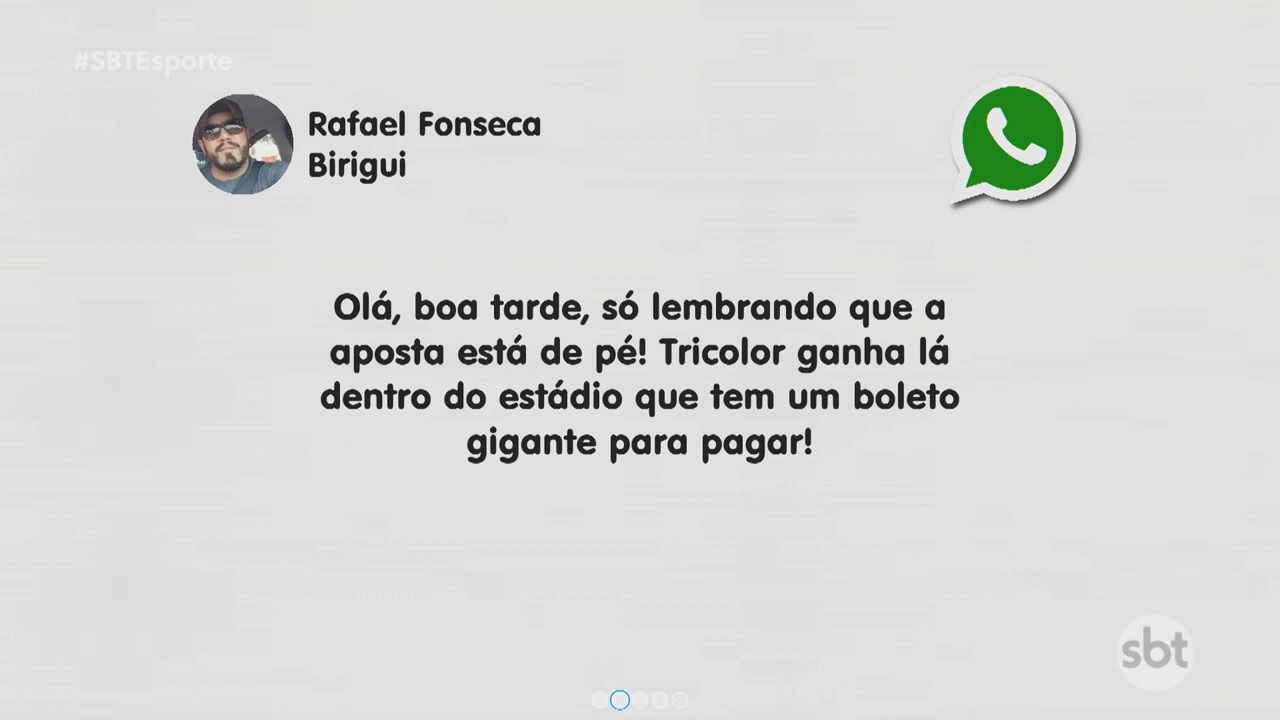 #SBTEsporte
Rafael Fonseca
Birigui
Olá, boa tarde, só lembrando que a
aposta está de pé! Tricolor ganha lá
dentro do estádio que tem um boleto
gigante para pagar!
sbt